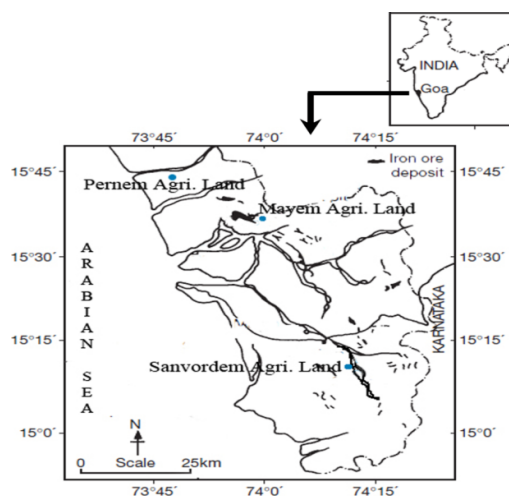 INDIA
Goa
73°45' 74°0' 74°15'
Iron ore
deposit
15°45' 15°45'
Pernem Agri. Land
Mayem Agri. Land
15°30' 15°30'
ARABIAN SEA
KARNATAKA
15°15' 15°15'
Sanvordem Agri. Land
15°0' 15°0'
N
0 Scale 25km
73°45' 74°0' 74°15'